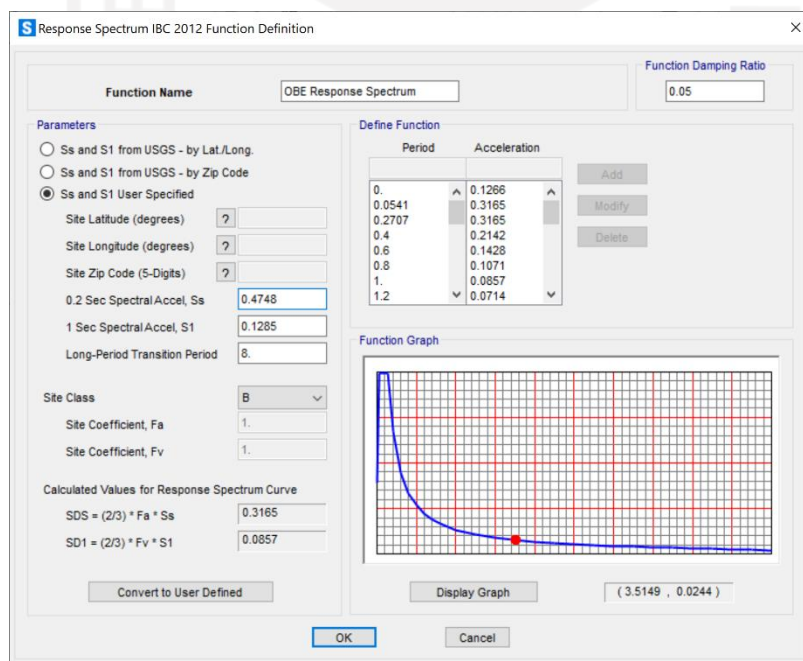 S Response Spectrum IBC 2012 Function Definition
Function Damping Ratio
Function Name OBE Response Spectrum 0.05
Parameters
Ss and S1 from USGS - by Lat./Long.
Ss and S1 from USGS - by Zip Code
Ss and S1 User Specified
Site Latitude (degrees) ?
Site Longitude (degrees) ?
Site Zip Code (5-Digits) ?
0.2 Sec Spectral Accel, Ss 0.4748
1 Sec Spectral Accel, S1 0.1285
Long-Period Transition Period 8.
Site Class B
Site Coefficient, Fa 1.
Site Coefficient, Fv 1.
Calculated Values for Response Spectrum Curve
SDS = (2/3) * Fa * Ss 0.3165
SD1 = (2/3) * Fv * S1 0.0857
Convert to User Defined
Define Function
Period Acceleration
0. 0.1266
0.0541 0.3165
0.2707 0.3165
0.4 0.2142
0.6 0.1428
0.8 0.1071
1. 0.0857
1.2 0.0714
Add
Modify
Delete
Function Graph
Display Graph (3.5149 , 0.0244)
OK Cancel